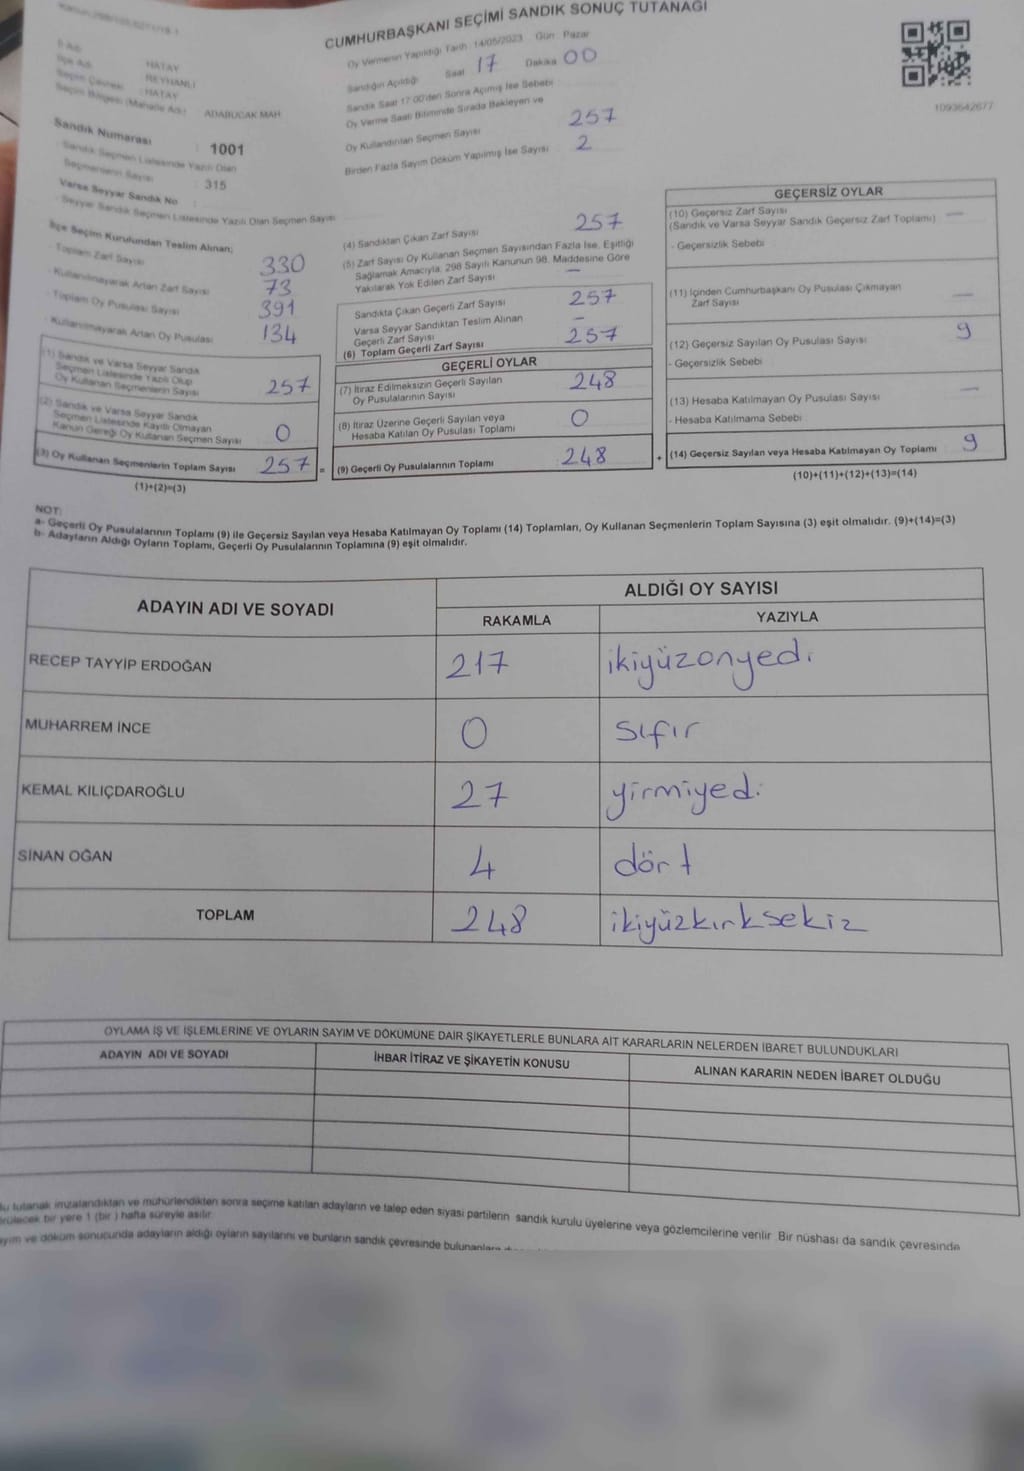 CUMHURBAŞKANI SEÇİMİ SANDIK SONUÇ TUTANAĞI
Oy Vermenin Yapıldığı Tarih : 14/05/2023 Gün : Pazar
Sandığın Açıldığı Saat 17 Dakika 00
Sandık Saat 17:00'den Sonra Açılmış İse Sebebi
Oy Verme Saati Bitiminde Sırada Bekleyen ve
Oy Kullandırılan Seçmen Sayısı 257
Birden Fazla Sayım Döküm Yapılmış İse Sayısı 2
1093642677
İl Adı : HATAY
İlçe Adı : REYHANLI
Seçim Çevresi : HATAY
Seçim Bölgesi (Mahalle Adı) : ADABUCAK MAH
Sandık Numarası : 1001
Sandık Seçmen Listesinde Yazılı Olan
Seçmenlerin Sayısı : 315
Varsa Seyyar Sandık No :
Seyyar Sandık Seçmen Listesinde Yazılı Olan Seçmen Sayısı
İlçe Seçim Kurulundan Teslim Alınan;
- Toplam Zarf Sayısı 330
- Kullanılmayarak Artan Zarf Sayısı 73
- Toplam Oy Pusulası Sayısı 391
- Kullanılmayarak Artan Oy Pusulası 134
(1) Sandık ve Varsa Seyyar Sandık
Seçmen Listesinde Yazılı Olup
Oy Kullanan Seçmenlerin Sayısı 257
(2) Sandık ve Varsa Seyyar Sandık
Seçmen Listesinde Kayıtlı Olmayan
Kanun Gereği Oy Kullanan Seçmen Sayısı 0
(3) Oy Kullanan Seçmenlerin Toplam Sayısı 257 =
(1)+(2)=(3)
(4) Sandıktan Çıkan Zarf Sayısı 257
(5) Zarf Sayısı Oy Kullanan Seçmen Sayısından Fazla İse, Eşitliği
Sağlamak Amacıyla, 298 Sayılı Kanunun 98. Maddesine Göre
Yakılarak Yok Edilen Zarf Sayısı —
Sandıkta Çıkan Geçerli Zarf Sayısı 257
Varsa Seyyar Sandıktan Teslim Alınan
Geçerli Zarf Sayısı —
(6) Toplam Geçerli Zarf Sayısı 257
GEÇERLİ OYLAR
(7) İtiraz Edilmeksizin Geçerli Sayılan
Oy Pusulalarının Sayısı 248
(8) İtiraz Üzerine Geçerli Sayılan veya
Hesaba Katılan Oy Pusulası Toplamı 0
(9) Geçerli Oy Pusulalarının Toplamı 248 +
GEÇERSİZ OYLAR
(10) Geçersiz Zarf Sayısı —
(Sandık ve Varsa Seyyar Sandık Geçersiz Zarf Toplamı)
- Geçersizlik Sebebi
(11) İçinden Cumhurbaşkanı Oy Pusulası Çıkmayan
Zarf Sayısı —
(12) Geçersiz Sayılan Oy Pusulası Sayısı 9
- Geçersizlik Sebebi
(13) Hesaba Katılmayan Oy Pusulası Sayısı —
- Hesaba Katılmama Sebebi
(14) Geçersiz Sayılan veya Hesaba Katılmayan Oy Toplamı 9
(10)+(11)+(12)+(13)=(14)
NOT:
a- Geçerli Oy Pusulalarının Toplamı (9) ile Geçersiz Sayılan veya Hesaba Katılmayan Oy Toplamı (14) Toplamları, Oy Kullanan Seçmenlerin Toplam Sayısına (3) eşit olmalıdır. (9)+(14)=(3)
b- Adayların Aldığı Oyların Toplamı, Geçerli Oy Pusulalarının Toplamına (9) eşit olmalıdır.
ADAYIN ADI VE SOYADI ALDIĞI OY SAYISI
RAKAMLA YAZIYLA
RECEP TAYYİP ERDOĞAN 217 ikiyüzonyedi
MUHARREM İNCE 0 sıfır
KEMAL KILIÇDAROĞLU 27 yirmiyedi
SİNAN OĞAN 4 dört
TOPLAM 248 ikiyüzkırksekiz
OYLAMA İŞ VE İŞLEMLERİNE VE OYLARIN SAYIM VE DÖKÜMÜNE DAİR ŞİKAYETLERLE BUNLARA AİT KARARLARIN NELERDEN İBARET BULUNDUKLARI
ADAYIN ADI VE SOYADI İHBAR İTİRAZ VE ŞİKAYETİN KONUSU ALINAN KARARIN NEDEN İBARET OLDUĞU
tutanak imzalandıktan ve mühürlendikten sonra seçime katılan adayların ve talep eden siyasi partilerin sandık kurulu üyelerine veya gözlemcilerine verilir. Bir nüshası da sandık çevresinde
bir yere 1 (bir) hafta süreyle asılır.
ve döküm sonucunda adayların aldığı oyların sayılarını ve bunların sandık çevresinde